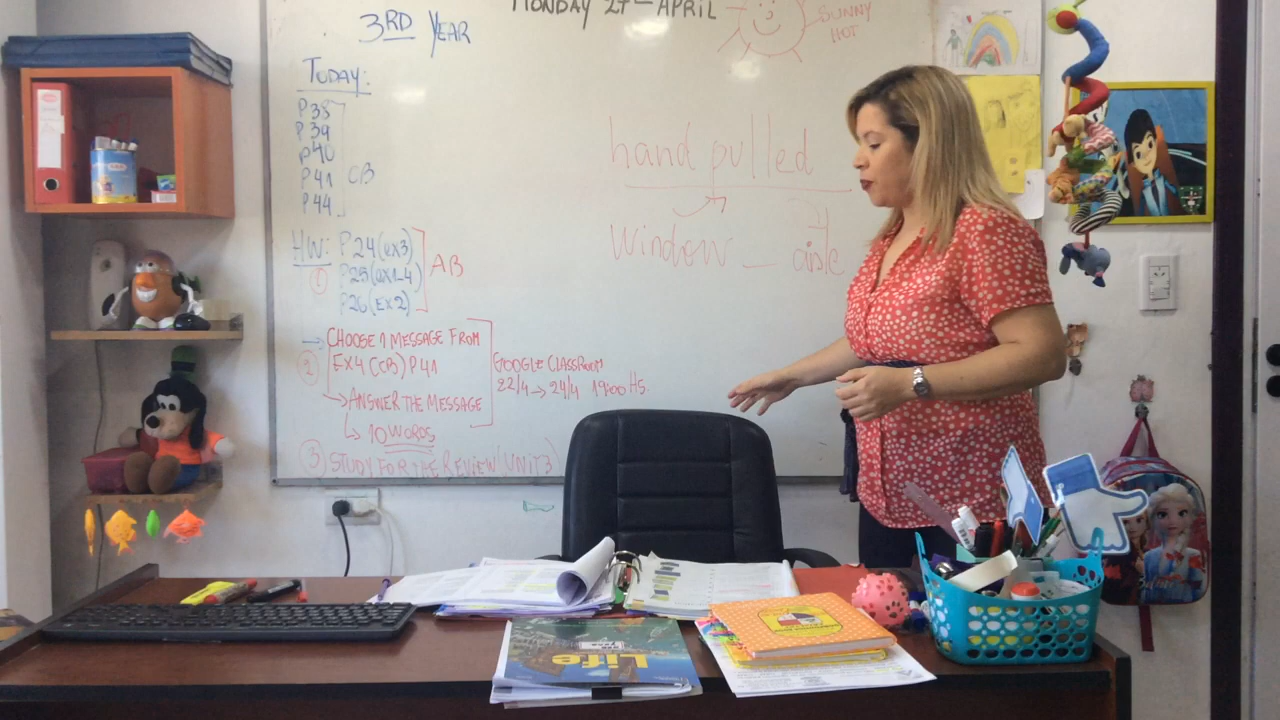 MONDAY 27 - APRIL
3RD YEAR
SUNNY
HOT
TODAY:
P38
P39
P40
P41
P44
CB
HW:
1
P24 (ex3)
P25 (ex1-4)
P26 (Ex2)
AB
2
CHOOSE 1 MESSAGE FROM
EX4 (CB) P41
ANSWER THE MESSAGE
10 WORDS
GOOGLE CLASSROOM
22/4 → 24/4 19:00 HS.
3 STUDY FOR THE REVIEW (UNIT 3)
hand pulled
window - aisle
Life